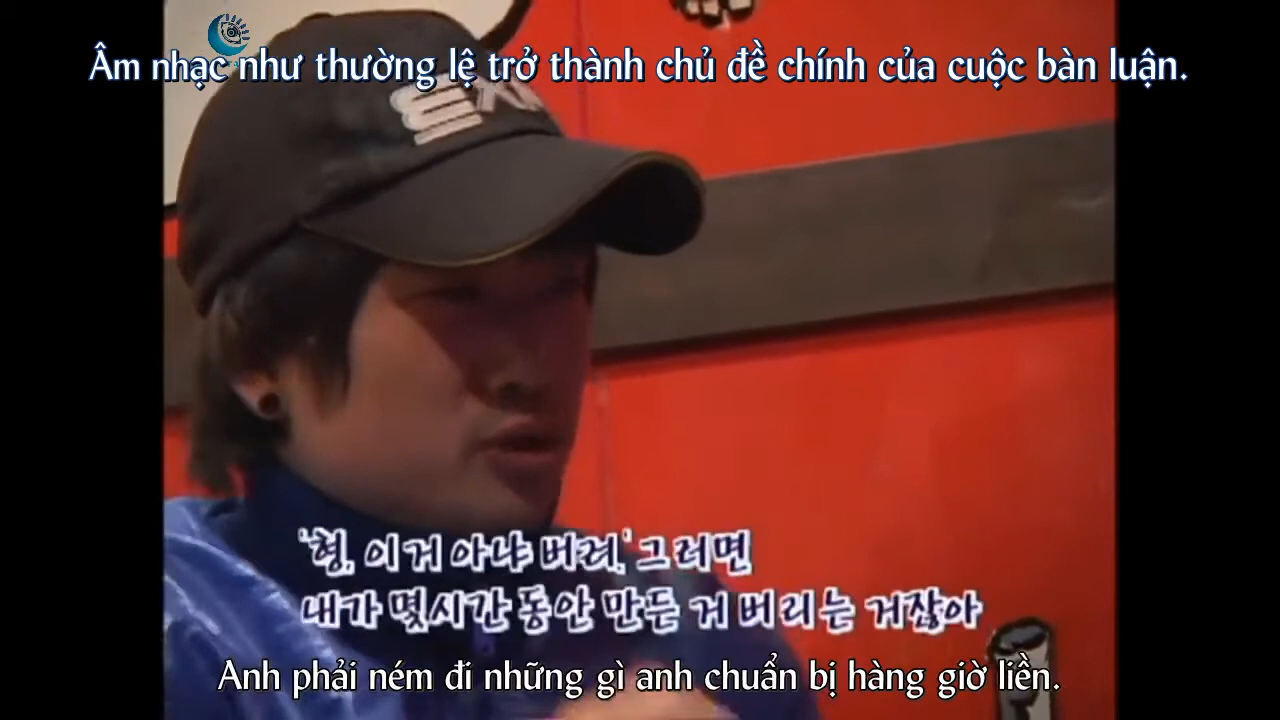 Âm nhạc như thường lệ trở thành chủ đề chính của cuộc bàn luận.
'형, 이거 아냐 버려.' 그러면
내가 몇시간 동안 만든 거 버리는 거잖아
Anh phải ném đi những gì anh chuẩn bị hàng giờ liền.